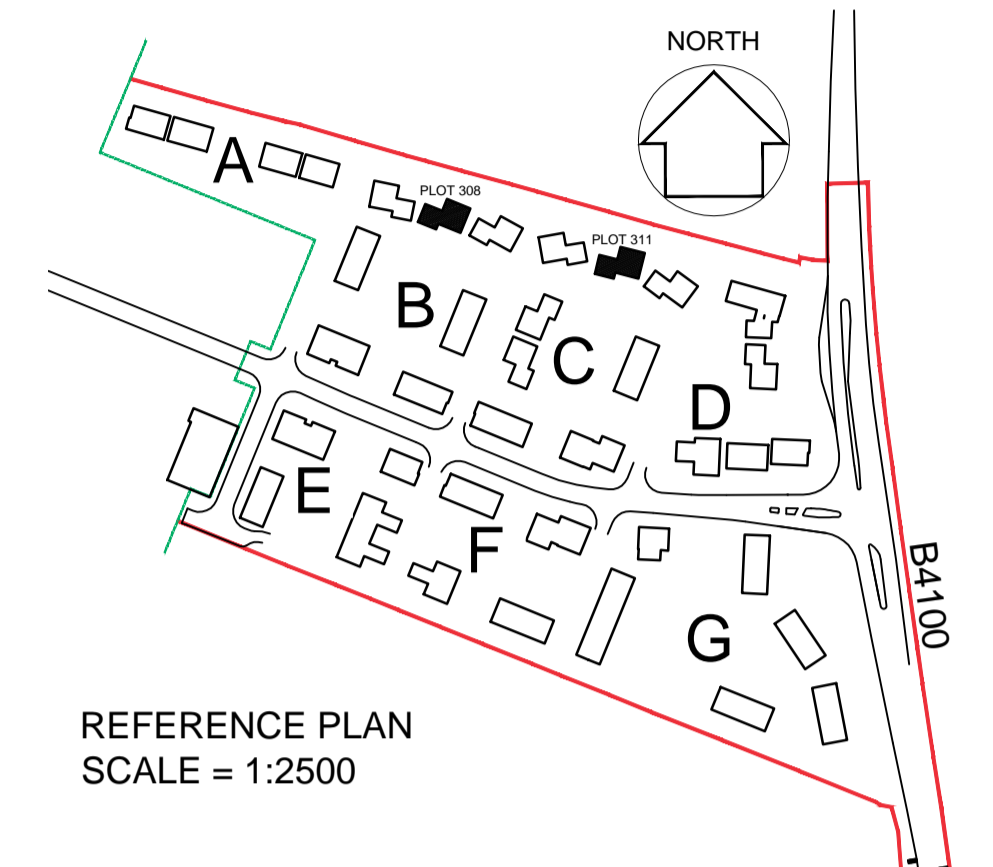 NORTH
A
PLOT 308
PLOT 311
B
C
D
E
F
G
B4100
REFERENCE PLAN
SCALE = 1:2500